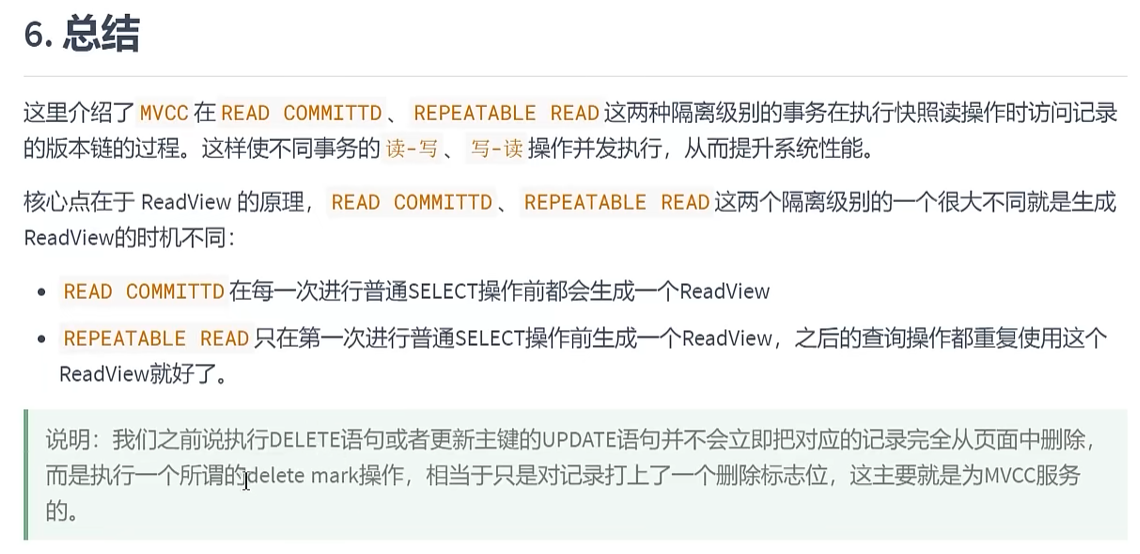 6. 总结
这里介绍了 MVCC 在 READ COMMITTD 、 REPEATABLE READ 这两种隔离级别的事务在执行快照读操作时访问记录
的版本链的过程。这样使不同事务的 读-写 、 写-读 操作并发执行，从而提升系统性能。
核心点在于 ReadView 的原理， READ COMMITTD 、 REPEATABLE READ 这两个隔离级别的一个很大不同就是生成
ReadView的时机不同：
• READ COMMITTD 在每一次进行普通SELECT操作前都会生成一个ReadView
• REPEATABLE READ 只在第一次进行普通SELECT操作前生成一个ReadView，之后的查询操作都重复使用这个
ReadView就好了。
说明：我们之前说执行DELETE语句或者更新主键的UPDATE语句并不会立即把对应的记录完全从页面中删除，
而是执行一个所谓的delete mark操作，相当于只是对记录打上了一个删除标志位，这主要就是为MVCC服务
的。